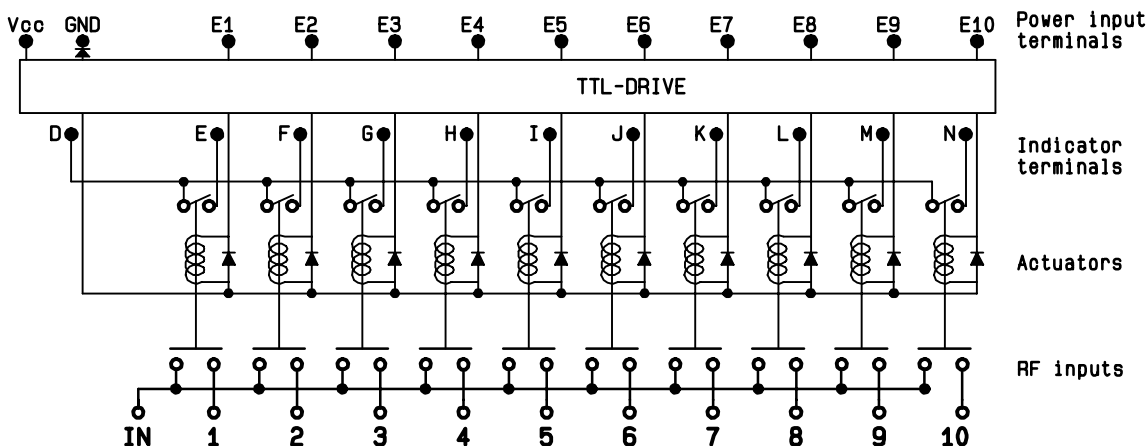 Vcc GND E1 E2 E3 E4 E5 E6 E7 E8 E9 E10 Power input
terminals
TTL-DRIVE
D E F G H I J K L M N Indicator
terminals
Actuators
RF inputs
IN 1 2 3 4 5 6 7 8 9 10